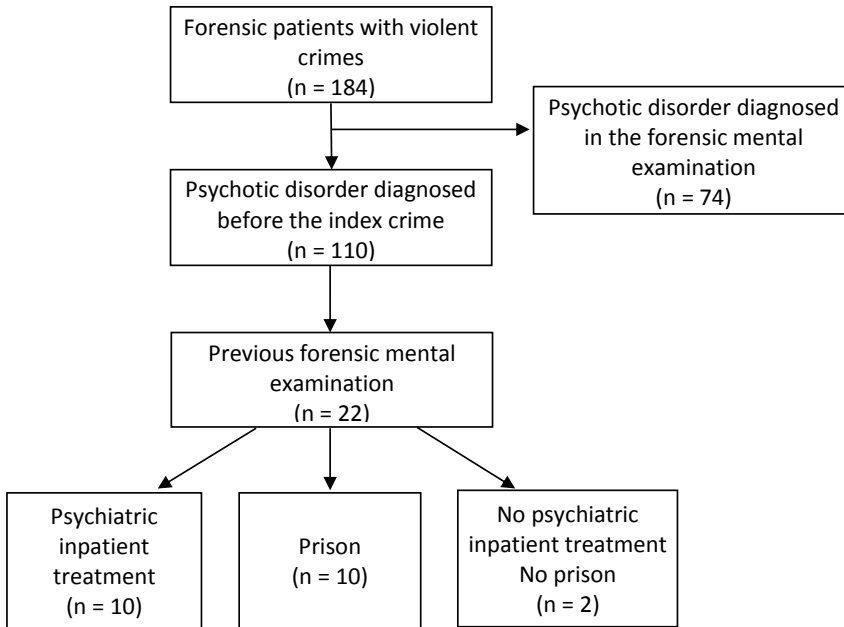 Forensic patients with violent
crimes
(n = 184)
Psychotic disorder diagnosed
in the forensic mental
examination
(n = 74)
Psychotic disorder diagnosed
before the index crime
(n = 110)
Previous forensic mental
examination
(n = 22)
Psychiatric
inpatient
treatment
(n = 10)
Prison
(n = 10)
No psychiatric
inpatient treatment
No prison
(n = 2)